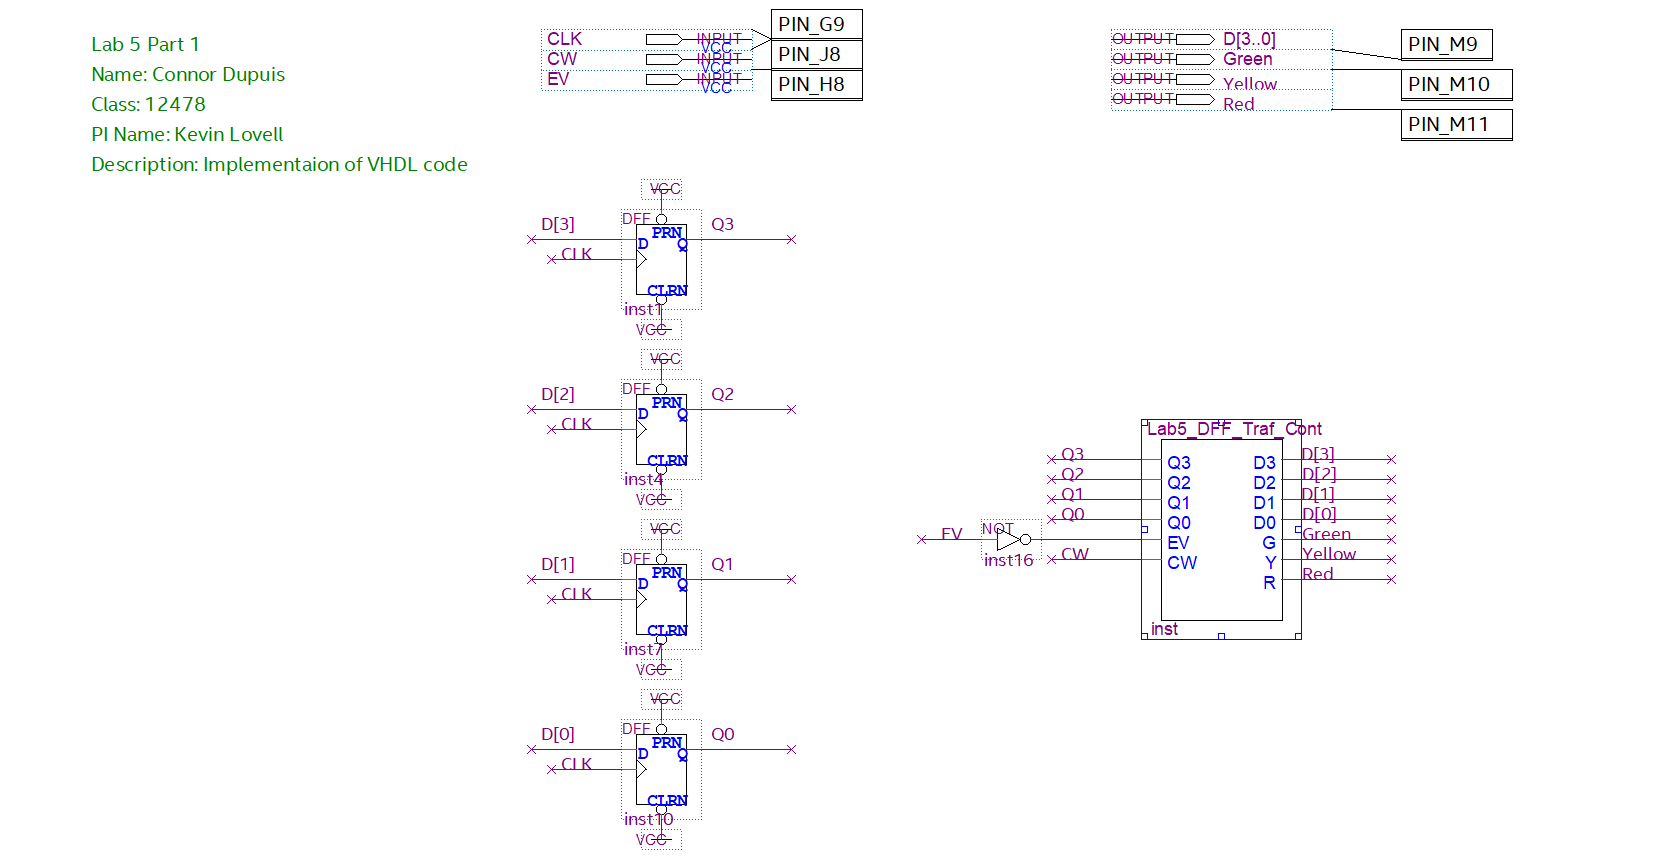 Lab 5 Part 1
Name: Connor Dupuis
Class: 12478
PI Name: Kevin Lovell
Description: Implementaion of VHDL code
CLK INPUT VCC
CW INPUT VCC
EV INPUT VCC
PIN_G9
PIN_J8
PIN_H8
OUTPUT D[3..0]
OUTPUT Green
OUTPUT Yellow
OUTPUT Red
PIN_M9
PIN_M10
PIN_M11
VCC
DFF
D[3] Q3
PRN
D Q
CLK
CLRN
inst1
VCC
VCC
DFF
D[2] Q2
PRN
D Q
CLK
CLRN
inst4
VCC
VCC
DFF
D[1] Q1
PRN
D Q
CLK
CLRN
inst7
VCC
VCC
DFF
D[0] Q0
PRN
D Q
CLK
CLRN
inst10
VCC
Lab5_DFF_Traf_Cont
Q3 Q3 D3 D[3]
Q2 Q2 D2 D[2]
Q1 Q1 D1 D[1]
Q0 Q0 D0 D[0]
EV NOT EV G Green
inst16
CW CW Y Yellow
R Red
inst